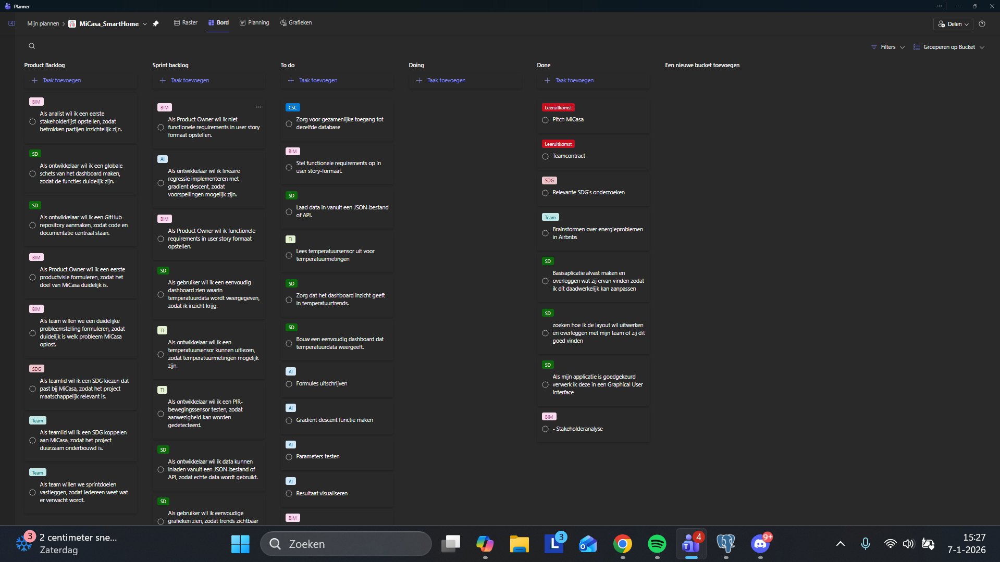 Planner
Mijn plannen
MiCasa_SmartHome
Raster
Bord
Planning
Grafieken
Delen
Filters
Groeperen op Bucket
Product Backlog
Taak toevoegen
BIM
Als analist wil ik een eerste
stakeholderlijst opstellen, zodat
betrokken partijen inzichtelijk zijn.
SD
Als ontwikkelaar wil ik een globale
schets van het dashboard maken,
zodat de functies duidelijk zijn.
SD
Als ontwikkelaar wil ik een GitHub-
repository aanmaken, zodat code en
documentatie centraal staan.
BIM
Als Product Owner wil ik een eerste
productvisie formuleren, zodat het
doel van MiCasa duidelijk is.
BIM
Als team willen we een duidelijke
probleemstelling formuleren, zodat
duidelijk is welk probleem MiCasa
oplost.
SDG
Als teamlid wil ik een SDG kiezen dat
past bij MiCasa, zodat het project
maatschappelijk relevant is.
Team
Als teamlid wil ik een SDG koppelen
aan MiCasa, zodat het project
duurzaam onderbouwd is.
Team
Als team willen we sprintdoelen
vastleggen, zodat iedereen weet wat
er verwacht wordt.
Sprint backlog
Taak toevoegen
BIM
Als Product Owner wil ik niet
functionele requirements in user story
formaat opstellen.
AI
Als ontwikkelaar wil ik lineaire
regressie implementeren met
gradient descent, zodat
voorspellingen mogelijk zijn.
BIM
Als Product Owner wil ik functionele
requirements in user story formaat
opstellen.
SD
Als gebruiker wil ik een eenvoudig
dashboard zien waarin
temperatuurdata wordt weergegeven,
zodat ik inzicht krijg.
TI
Als ontwikkelaar wil ik een
temperatuursensor kunnen uitlezen,
zodat temperatuurmetingen mogelijk
zijn.
TI
Als ontwikkelaar wil ik een PIR-
bewegingssensor testen, zodat
aanwezigheid kan worden
gedetecteerd.
SD
Als ontwikkelaar wil ik data kunnen
inladen vanuit een JSON-bestand of
API, zodat echte data wordt gebruikt.
SD
Als gebruiker wil ik eenvoudige
grafieken zien, zodat trends zichtbaar
To do
Taak toevoegen
CSC
Zorg voor gezamenlijke toegang tot
dezelfde database
BIM
Stel functionele requirements op in
user story-formaat.
SD
Laad data in vanuit een JSON-bestand
of API.
TI
Lees temperatuursensor uit voor
temperatuurmetingen
SD
Zorg dat het dashboard inzicht geeft
in temperatuurtrends.
SD
Bouw een eenvoudig dashboard dat
temperatuurdata weergeeft.
AI
Formules uitschrijven
AI
Gradient descent functie maken
AI
Parameters testen
AI
Resultaat visualiseren
BIM
Doing
Taak toevoegen
Done
Taak toevoegen
Leeruitkomst
Pitch MiCasa
Leeruitkomst
Teamcontract
SDG
Relevante SDG's onderzoeken
Team
Brainstormen over energieproblemen
in Airbnbs
SD
Basisaplicatie alvast maken en
overleggen wat zij ervan vinden zodat
ik dit daadwerkelijk kan aanpassen
SD
zoeken hoe ik de layout wil uitwerken
en overleggen met mijn team of zij dit
goed vinden
SD
Als mijn applicatie is goedgekeurd
verwerk ik deze in een Graphical User
Interface
BIM
- Stakeholderanalyse
Een nieuwe bucket toevoegen
3
2 centimeter sne...
Zaterdag
Zoeken
L
3
T
4
9+
15:27
7-1-2026